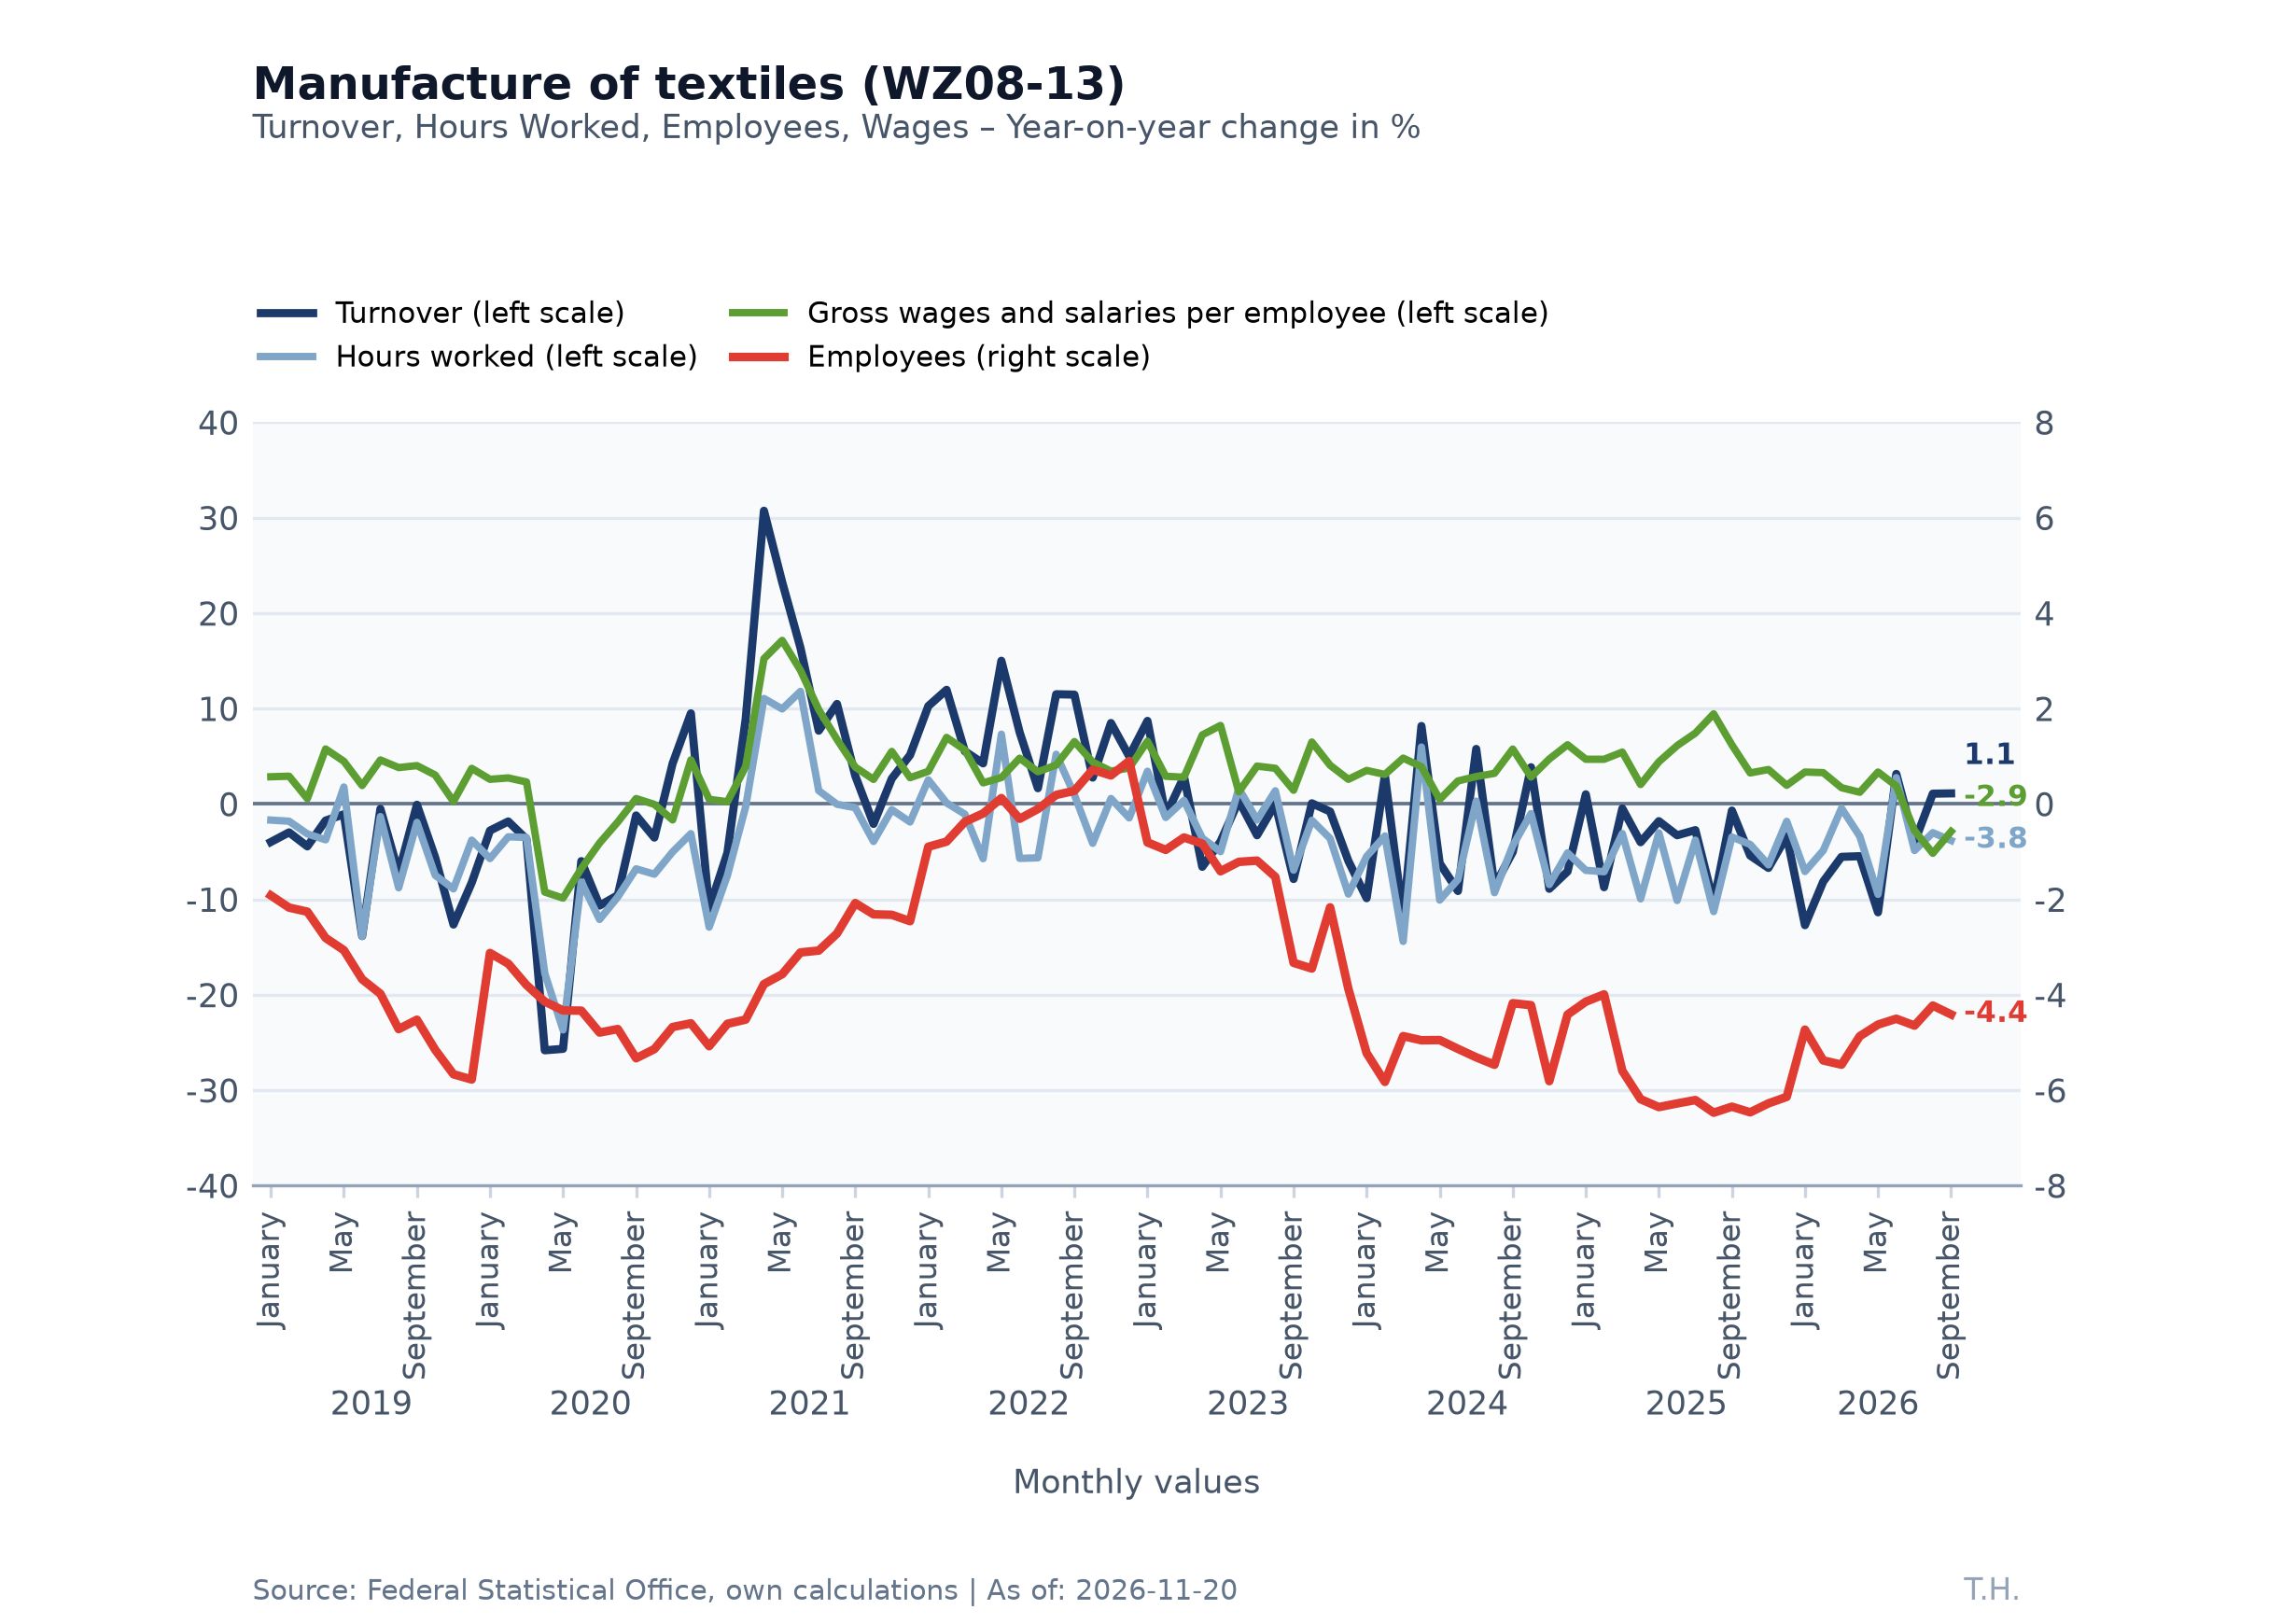 Manufacture of textiles (WZ08-13)
Turnover, Hours Worked, Employees, Wages – Year-on-year change in %
Turnover (left scale)
Gross wages and salaries per employee (left scale)
Hours worked (left scale)
Employees (right scale)
40 8
30 6
20 4
10 2
0 0
-10 -2
-20 -4
-30 -6
-40 -8
1.1
-2.9
-3.8
-4.4
January May September January May September January May September January May September January May September January May September January May September January May September
2019 2020 2021 2022 2023 2024 2025 2026
Monthly values
Source: Federal Statistical Office, own calculations | As of: 2026-11-20
T.H.